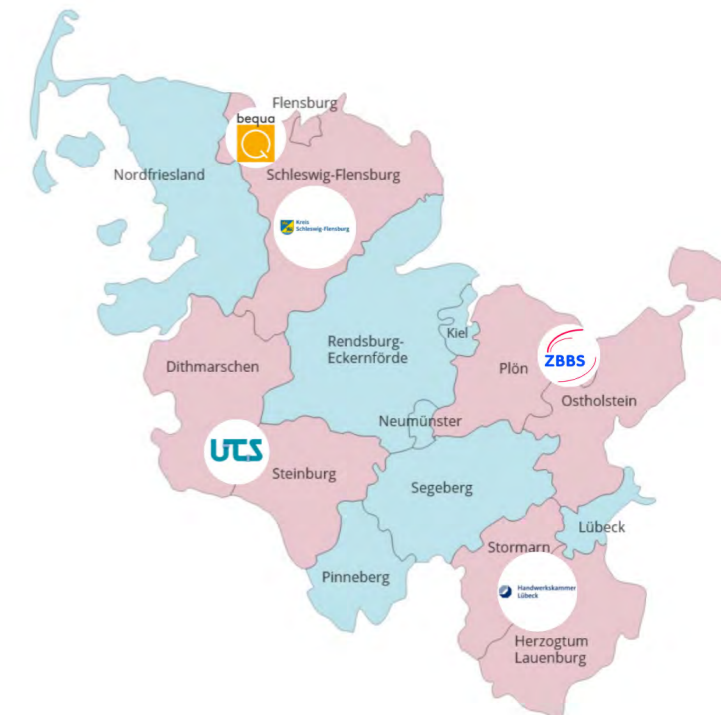 Flensburg
bequa
Nordfriesland
Schleswig-Flensburg
Kreis
Schleswig-Flensburg
Rendsburg-
Eckernförde
Kiel
Dithmarschen
Plön
ZBBS
Ostholstein
Neumünster
UTS
Steinburg
Segeberg
Lübeck
Stormarn
Pinneberg
Handwerkskammer
Lübeck
Herzogtum
Lauenburg